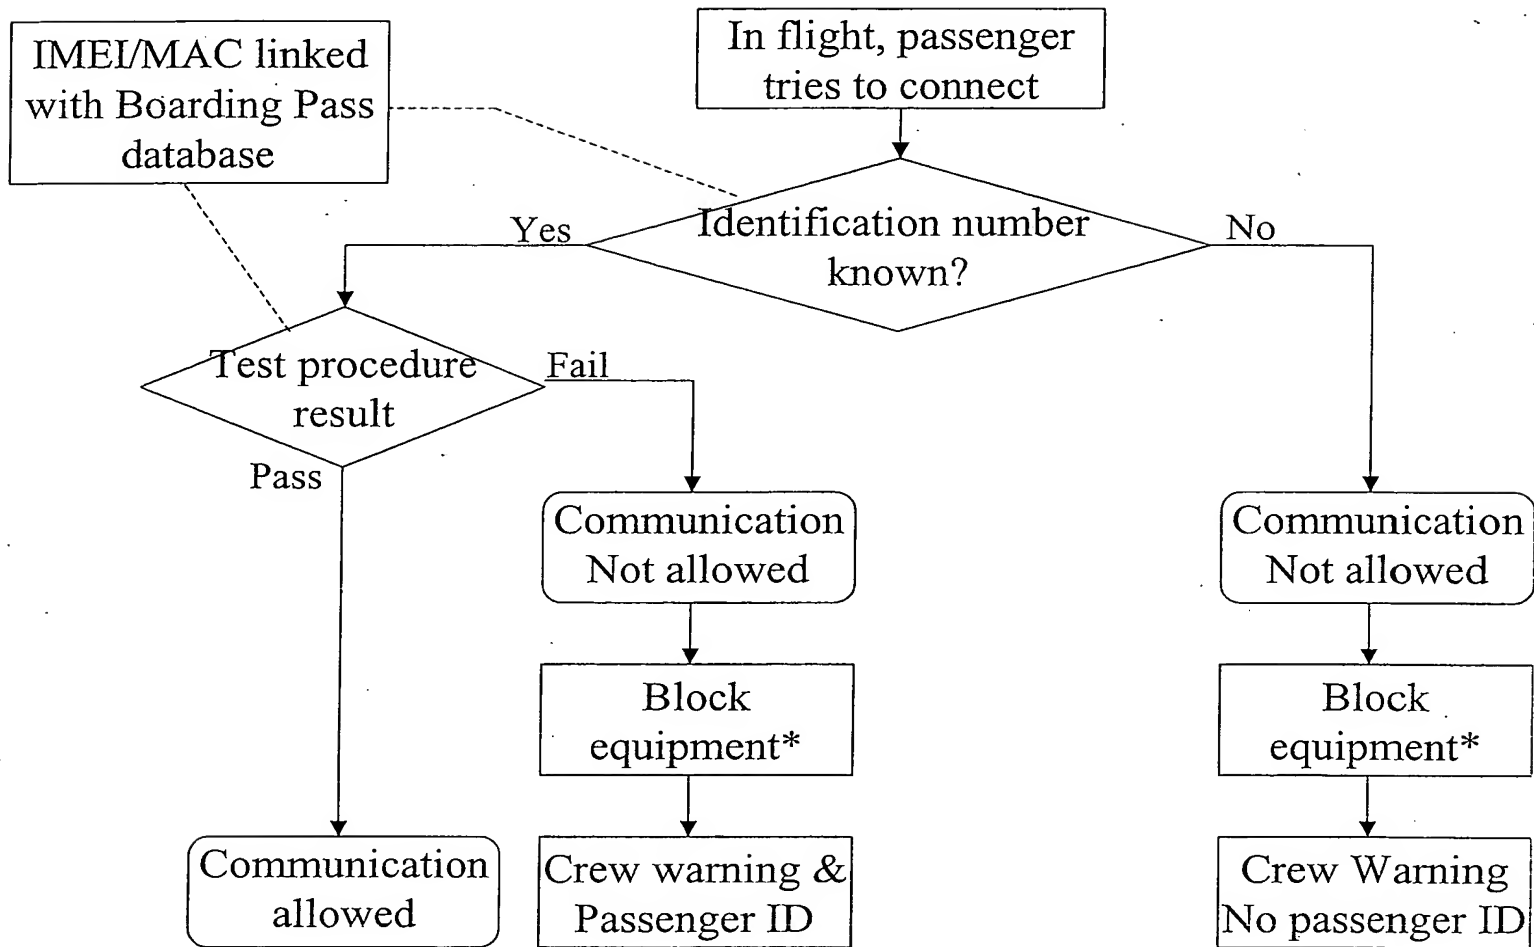 IMEI/MAC linked
with Boarding Pass
database
In flight, passenger
tries to connect
Identification number
known?
Yes
No
Test procedure
result
Fail
Pass
Communication
Not allowed
Communication
Not allowed
Block
equipment*
Block
equipment*
Communication
allowed
Crew warning &
Passenger ID
Crew Warning
No passenger ID